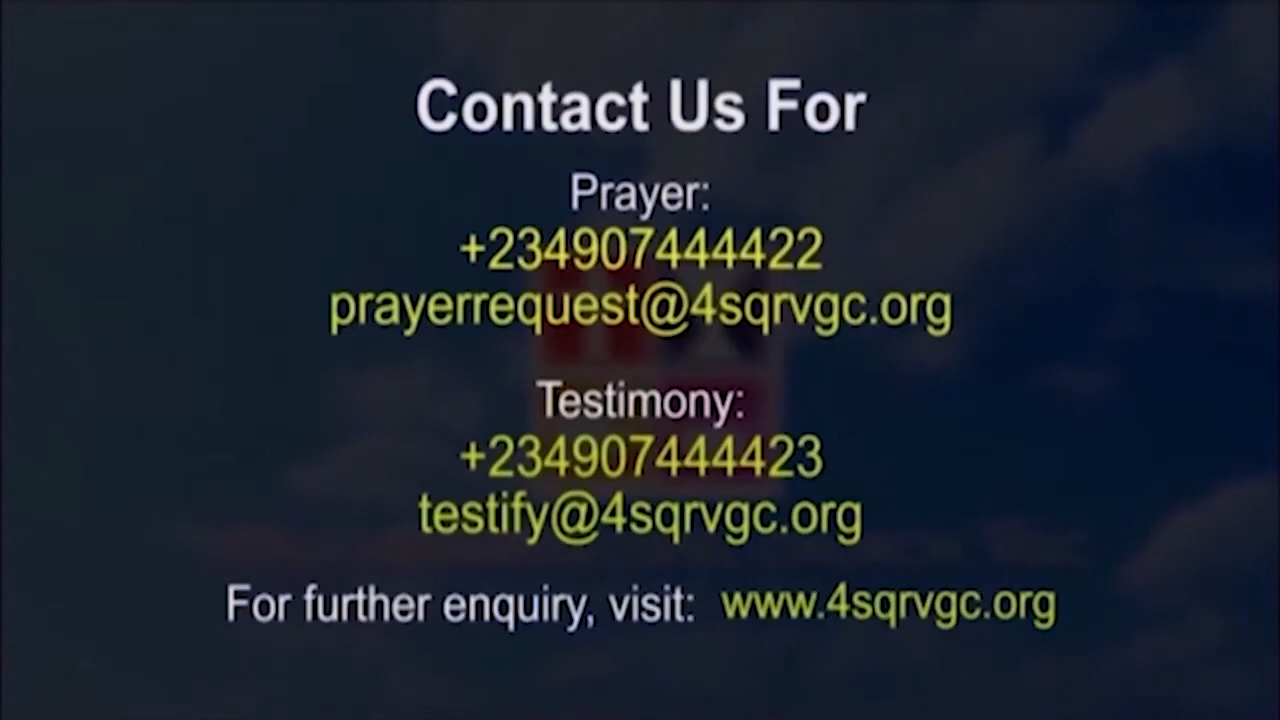 Contact Us For
Prayer:
+234907444422
prayerrequest@4sqrvgc.org
Testimony:
+234907444423
testify@4sqrvgc.org
For further enquiry, visit: www.4sqrvgc.org